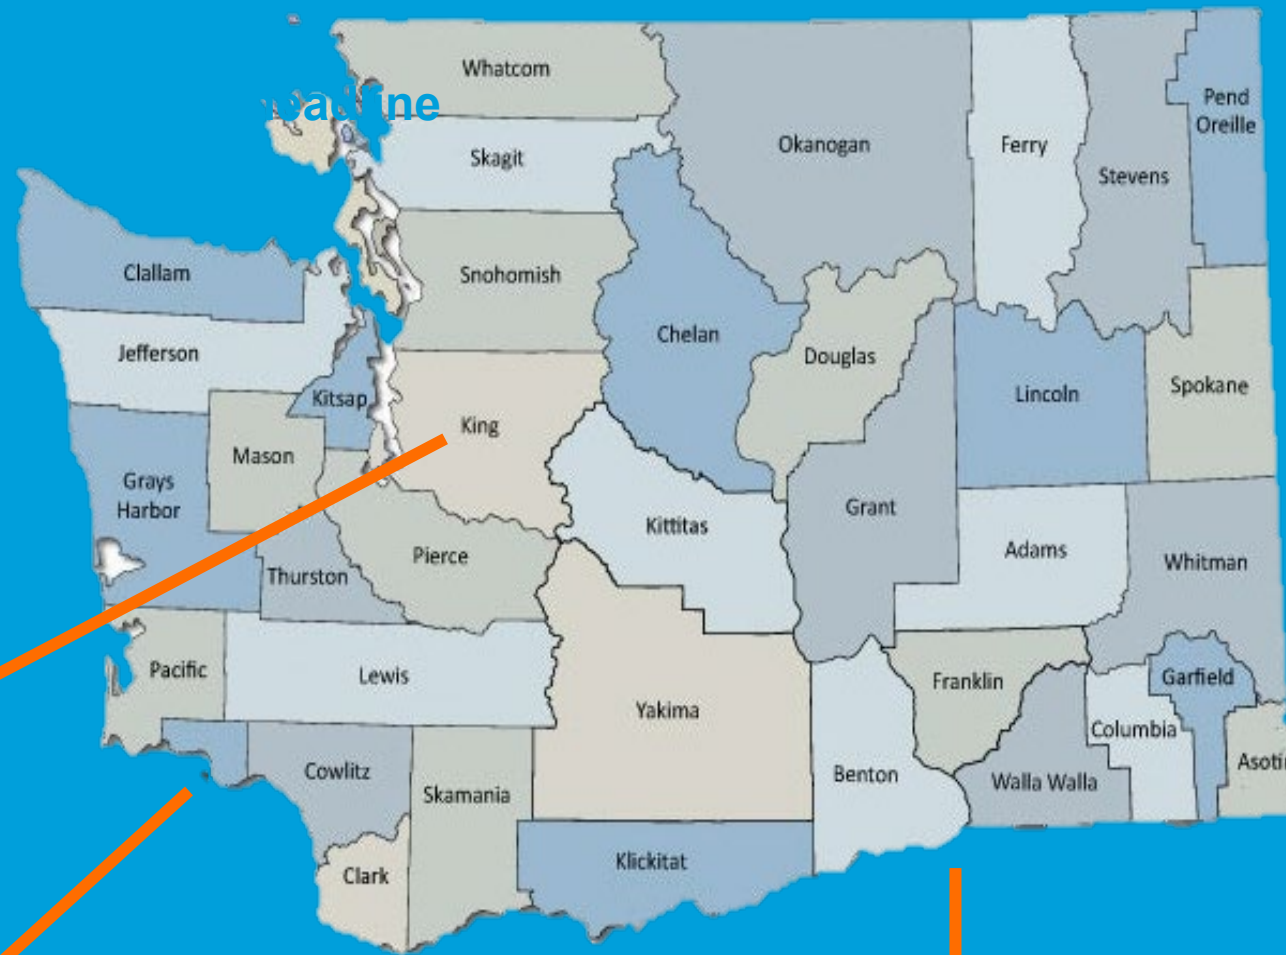 Whatcom
Pend
Oreille
Okanogan
Ferry
Skagit
Stevens
Clallam
Snohomish
Chelan
Jefferson
Douglas
Spokane
Lincoln
Kitsap
King
Mason
Grays
Harbor
Grant
Kittitas
Adams
Pierce
Whitman
Thurston
Pacific
Lewis
Garfield
Franklin
Yakima
Columbia
Asotin
Cowlitz
Benton
Walla Walla
Skamania
Klickitat
Clark